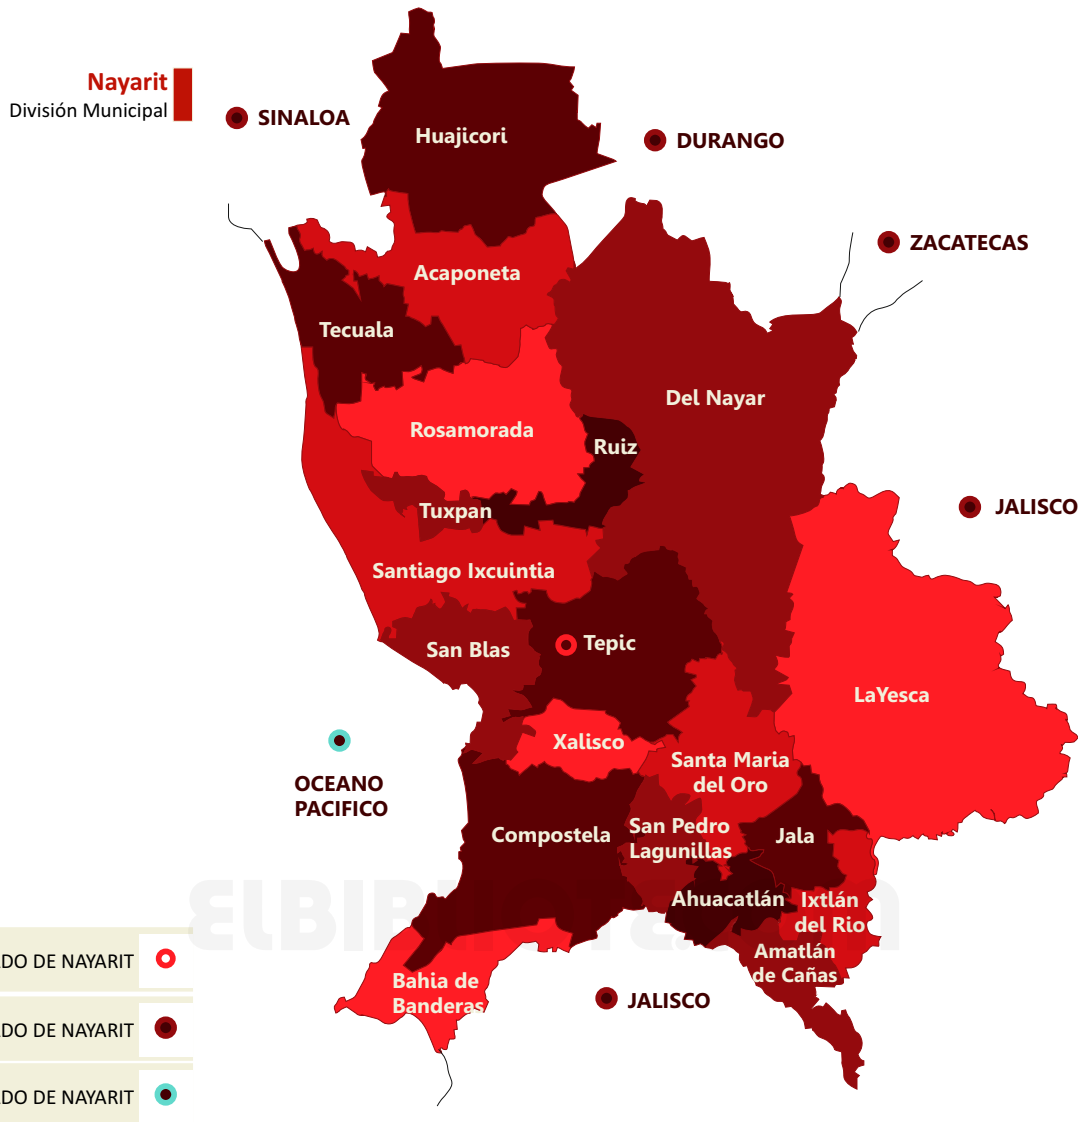 Nayarit
División Municipal
SINALOA
DURANGO
ZACATECAS
JALISCO
Huajicori
Acaponeta
Tecuala
Del Nayar
Rosamorada
Ruiz
Tuxpan
Santiago Ixcuintia
San Blas
Tepic
LaYesca
Xalisco
Santa Maria
del Oro
OCEANO
PACIFICO
Compostela
San Pedro
Lagunillas
Jala
Ahuacatlán
Ixtlán
del Rio
Amatlán
de Cañas
Bahia de
Banderas
JALISCO
DO DE NAYARIT
DO DE NAYARIT
DO DE NAYARIT